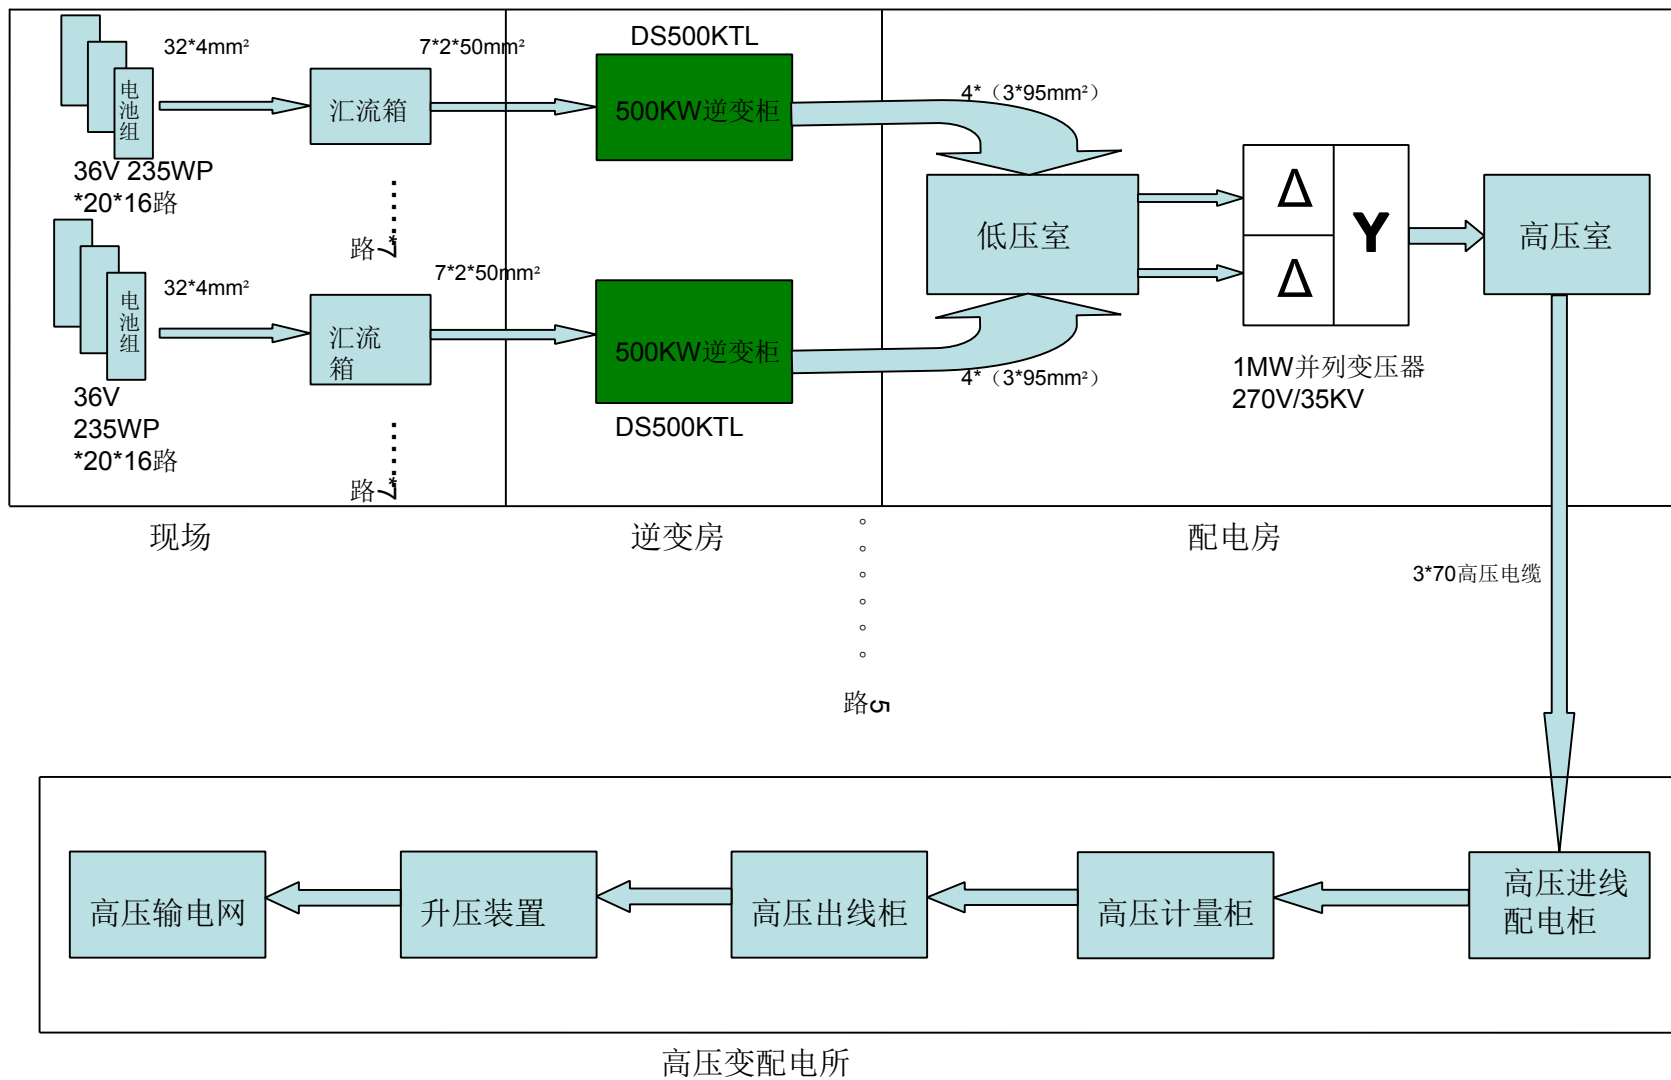 32*4mm²
7*2*50mm²
DS500KTL
电池组
汇流箱
500KW逆变柜
4*（3*95mm²）
36V 235WP
*20*16路
……
*7路
低压室
Δ
Δ
Y
高压室
32*4mm²
7*2*50mm²
电池组
汇流
箱
500KW逆变柜
4*（3*95mm²）
1MW并列变压器
270V/35KV
36V
235WP
*20*16路
DS500KTL
……
*7路
现场
逆变房
配电房
。。。。。。
5路
3*70高压电缆
高压输电网
升压装置
高压出线柜
高压计量柜
高压进线
配电柜
高压变配电所